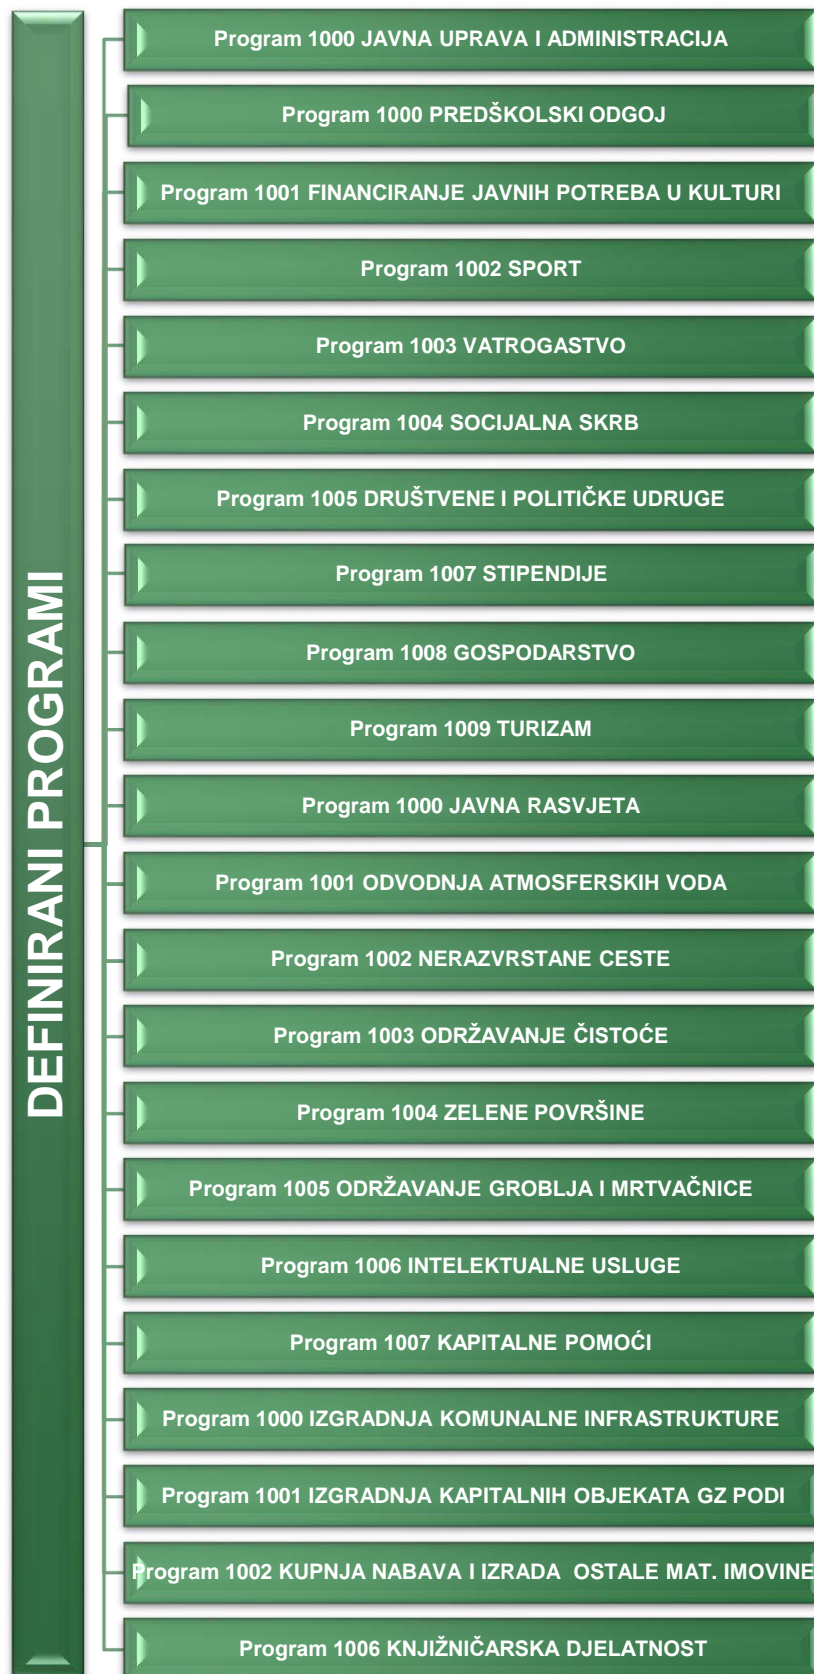 DEFINIRANI PROGRAMI
Program 1000 JAVNA UPRAVA I ADMINISTRACIJA
Program 1000 PREDŠKOLSKI ODGOJ
Program 1001 FINANCIRANJE JAVNIH POTREBA U KULTURI
Program 1002 SPORT
Program 1003 VATROGASTVO
Program 1004 SOCIJALNA SKRB
Program 1005 DRUŠTVENE I POLITIČKE UDRUGE
Program 1007 STIPENDIJE
Program 1008 GOSPODARSTVO
Program 1009 TURIZAM
Program 1000 JAVNA RASVJETA
Program 1001 ODVODNJA ATMOSFERSKIH VODA
Program 1002 NERAZVRSTANE CESTE
Program 1003 ODRŽAVANJE ČISTOĆE
Program 1004 ZELENE POVRŠINE
Program 1005 ODRŽAVANJE GROBLJA I MRTVAČNICE
Program 1006 INTELEKTUALNE USLUGE
Program 1007 KAPITALNE POMOĆI
Program 1000 IZGRADNJA KOMUNALNE INFRASTRUKTURE
Program 1001 IZGRADNJA KAPITALNIH OBJEKATA GZ PODI
Program 1002 KUPNJA NABAVA I IZRADA OSTALE MAT. IMOVINE
Program 1006 KNJIŽNIČARSKA DJELATNOST